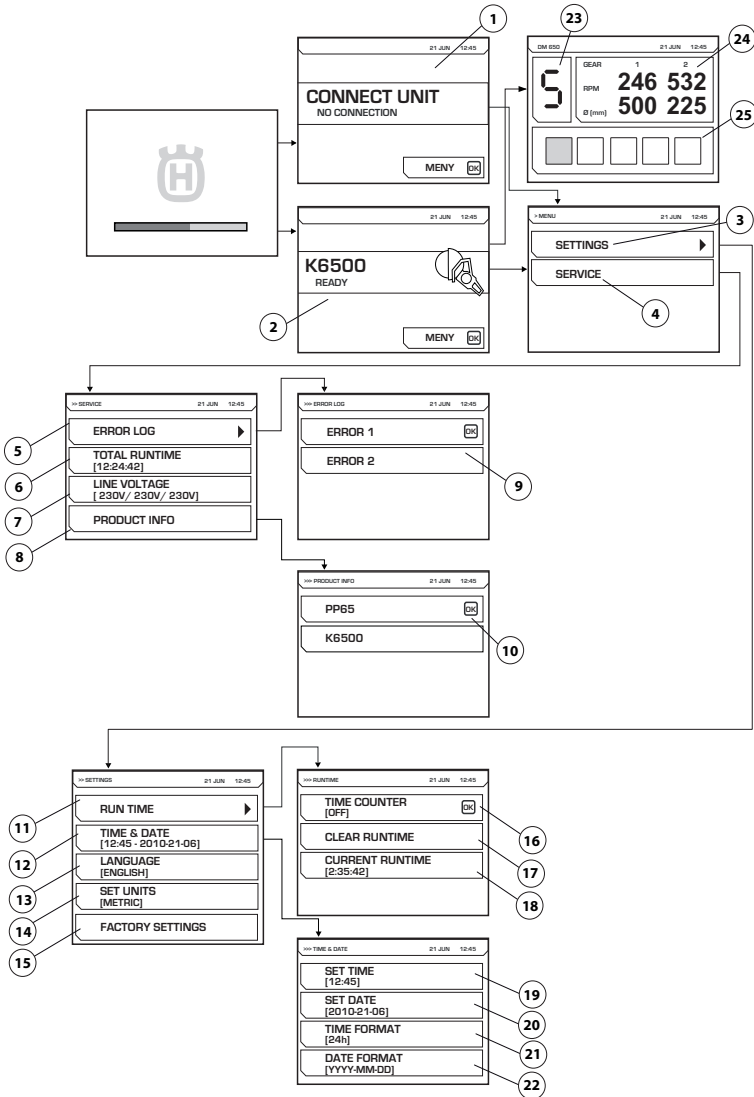 1
21 JUN 12:45
CONNECT UNIT
NO CONNECTION
MENY OK
23
DM 650 21 JUN 12:45
24
GEAR 1 2
RPM 246 532
Ø [mm] 500 225
S
25
H
21 JUN 12:45
K6500
READY
2
MENY OK
> MENU 21 JUN 12:45
SETTINGS
3
SERVICE
4
>> SERVICE 21 JUN 12:45
5
ERROR LOG
6
TOTAL RUNTIME
[12:24:42]
7
LINE VOLTAGE
[ 230V/ 230V/ 230V]
8
PRODUCT INFO
>>> ERROR LOG 21 JUN 12:45
ERROR 1 OK
ERROR 2
9
>>> PRODUCT INFO 21 JUN 12:45
PP65 OK
10
K6500
>> SETTINGS 21 JUN 12:45
11
RUN TIME
12
TIME & DATE
[12:45 - 2010-21-06]
13
LANGUAGE
[ENGLISH]
14
SET UNITS
[METRIC]
15
FACTORY SETTINGS
>>> RUNTIME 21 JUN 12:45
TIME COUNTER
[OFF] OK
16
CLEAR RUNTIME
17
CURRENT RUNTIME
[2:35:42]
18
>>> TIME & DATE 21 JUN 12:45
SET TIME
[12:45]
19
SET DATE
[2010-21-06]
20
TIME FORMAT
[24h]
21
DATE FORMAT
[YYYY-MM-DD]
22